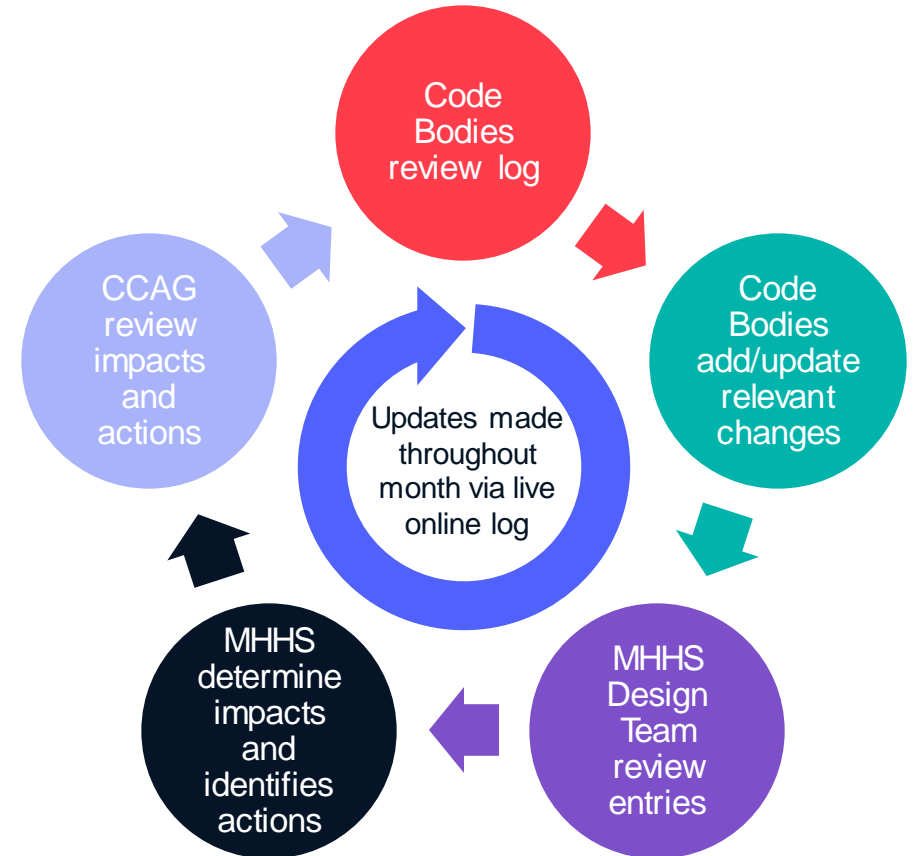 Code
Bodies
review log
Code
Bodies
add/update
relevant
changes
MHHS
Design
Team
review
entries
MHHS
determine
impacts
and
identifies
actions
CCAG
review
impacts
and
actions
Updates made
throughout
month via live
online log